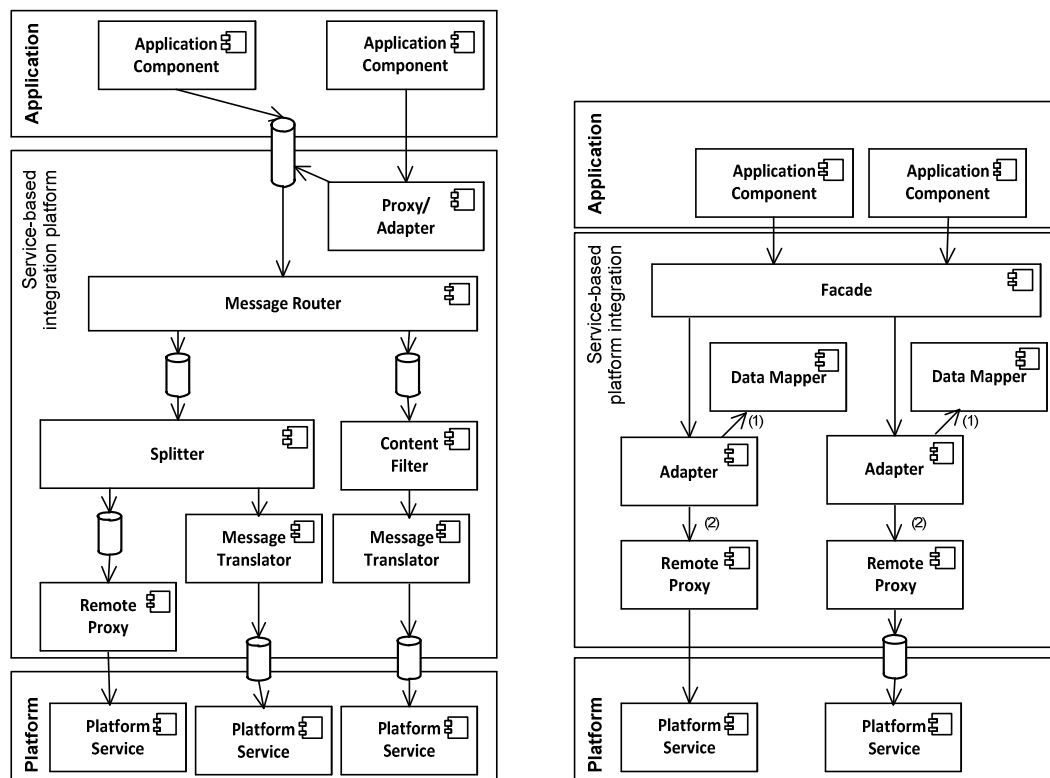 Application
Application
Component
Application
Component
Service-based
integration platform
Proxy/
Adapter
Message Router
Splitter
Content
Filter
Message
Translator
Message
Translator
Remote
Proxy
Platform
Platform
Service
Platform
Service
Platform
Service
Application
Application
Component
Application
Component
Service-based
platform integration
Facade
Data Mapper
Data Mapper
(1)
(1)
Adapter
Adapter
(2)
(2)
Remote
Proxy
Remote
Proxy
Platform
Platform
Service
Platform
Service